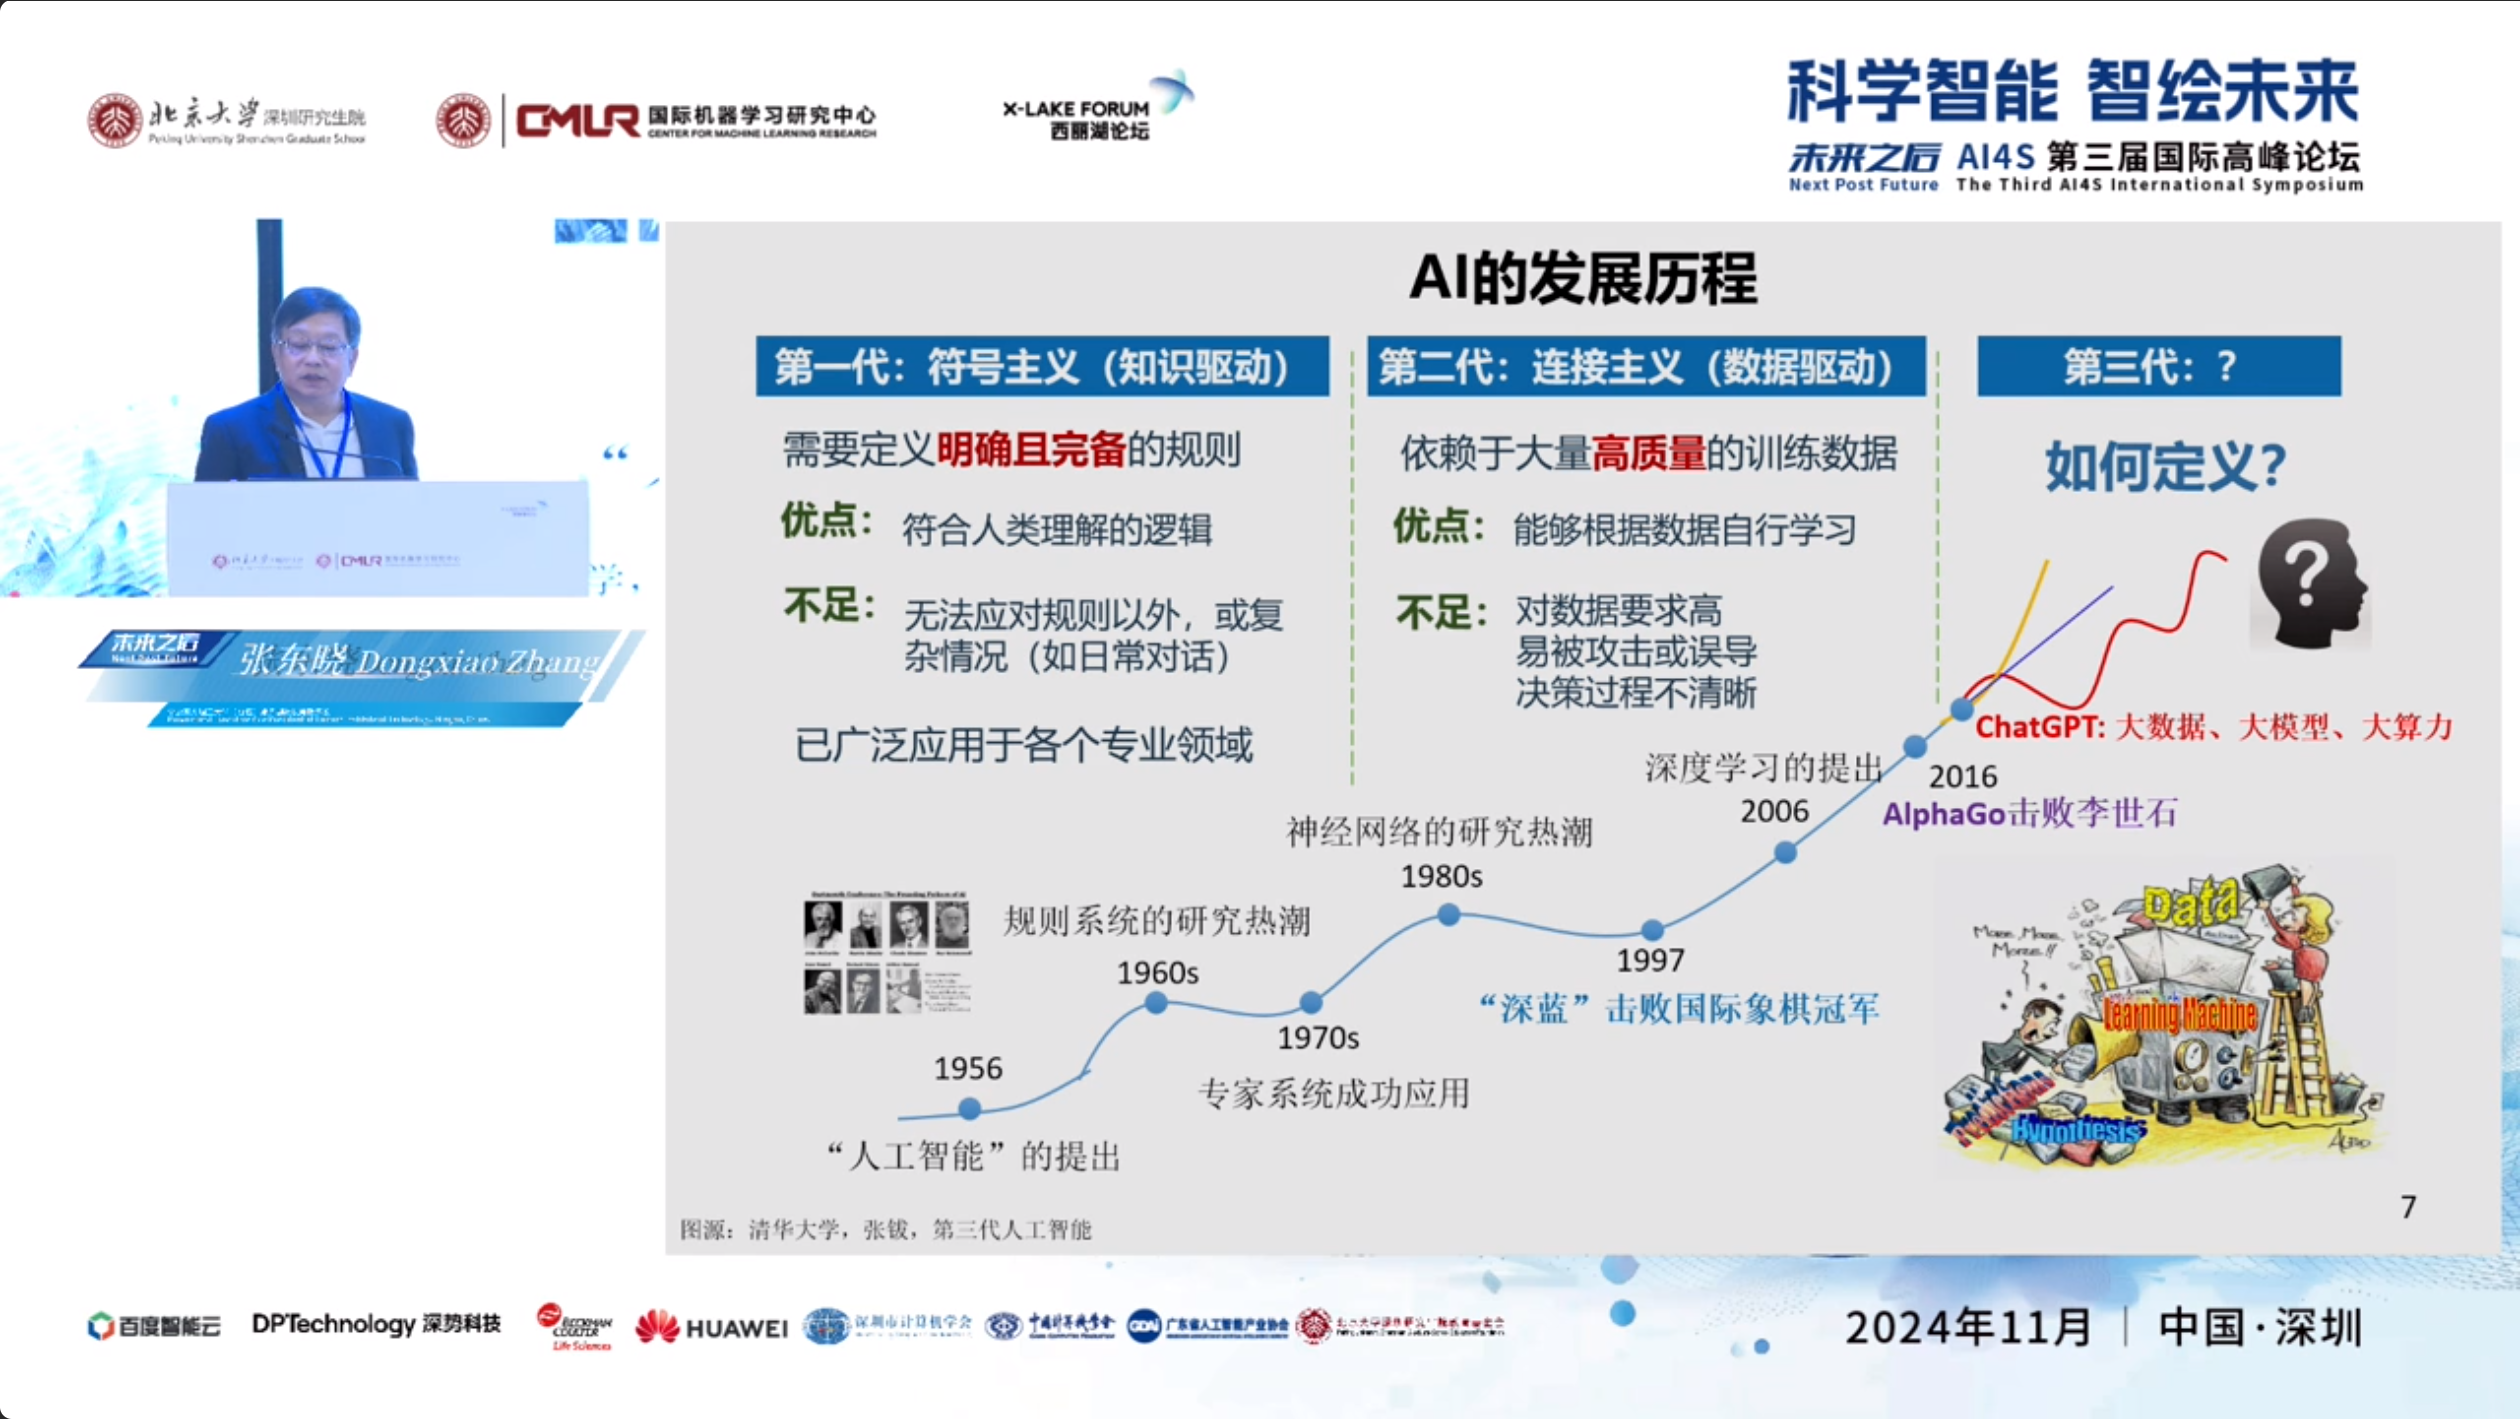 北京大学 深圳研究生院
Peking University Shenzhen Graduate School
CMLR 国际机器学习研究中心
CENTER FOR MACHINE LEARNING RESEARCH
X-LAKE FORUM
西丽湖论坛
科学智能 智绘未来
未来之后 AI4S 第三届国际高峰论坛
Next Post Future The Third AI4S International Symposium
未来之后
Next Post Future
张东晓 Dongxiao Zhang
AI的发展历程
第一代：符号主义（知识驱动）
需要定义明确且完备的规则
优点： 符合人类理解的逻辑
不足： 无法应对规则以外，或复
杂情况（如日常对话）
已广泛应用于各个专业领域
第二代：连接主义（数据驱动）
依赖于大量高质量的训练数据
优点： 能够根据数据自行学习
不足： 对数据要求高
易被攻击或误导
决策过程不清晰
第三代：？
如何定义？
?
ChatGPT: 大数据、大模型、大算力
深度学习的提出
2006
2016
AlphaGo击败李世石
神经网络的研究热潮
1980s
1997
“深蓝”击败国际象棋冠军
规则系统的研究热潮
1960s
1970s
专家系统成功应用
1956
“人工智能”的提出
Dartmouth Conference: The Founding Fathers of AI
Data
More, More,
More!!
Learning Machine
Hypothesis
图源：清华大学，张钹，第三代人工智能
7
百度智能云
DPTechnology 深势科技
BECKMAN
COULTER
Life Sciences
HUAWEI
深圳市计算机学会
广东省人工智能产业协会
2024年11月 | 中国·深圳